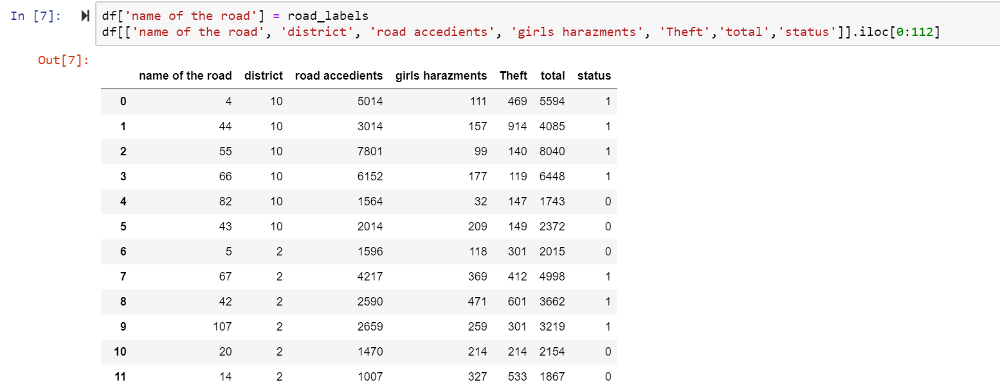 In [7]: df['name of the road'] = road_labels
df[['name of the road', 'district', 'road accedients', 'girls harazments', 'Theft','total','status']].iloc[0:112]
Out[7]:
name of the road district road accedients girls harazments Theft total status
0 4 10 5014 111 469 5594 1
1 44 10 3014 157 914 4085 1
2 55 10 7801 99 140 8040 1
3 66 10 6152 177 119 6448 1
4 82 10 1564 32 147 1743 0
5 43 10 2014 209 149 2372 0
6 5 2 1596 118 301 2015 0
7 67 2 4217 369 412 4998 1
8 42 2 2590 471 601 3662 1
9 107 2 2659 259 301 3219 1
10 20 2 1470 214 214 2154 0
11 14 2 1007 327 533 1867 0